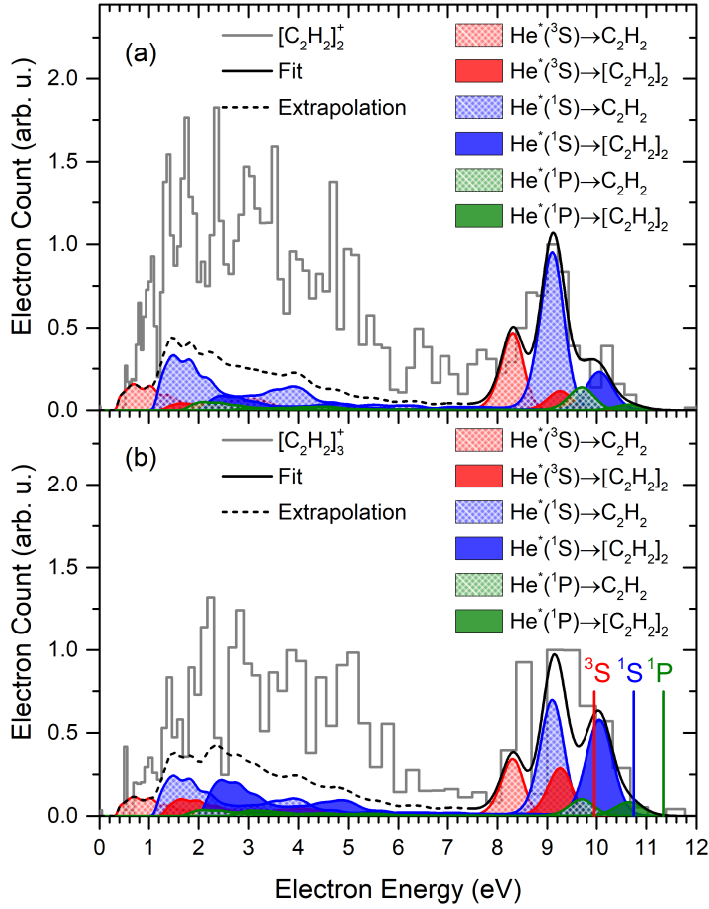 (a)
[C₂H₂]₂⁺
Fit
Extrapolation
He*(³S)→C₂H₂
He*(³S)→[C₂H₂]₂
He*(¹S)→C₂H₂
He*(¹S)→[C₂H₂]₂
He*(¹P)→C₂H₂
He*(¹P)→[C₂H₂]₂
Electron Count (arb. u.)
2.0
1.5
1.0
0.5
0.0
(b)
[C₂H₂]₃⁺
Fit
Extrapolation
He*(³S)→C₂H₂
He*(³S)→[C₂H₂]₂
He*(¹S)→C₂H₂
He*(¹S)→[C₂H₂]₂
He*(¹P)→C₂H₂
He*(¹P)→[C₂H₂]₂
³S ¹S ¹P
Electron Count (arb. u.)
2.0
1.5
1.0
0.5
0.0
0 1 2 3 4 5 6 7 8 9 10 11 12
Electron Energy (eV)